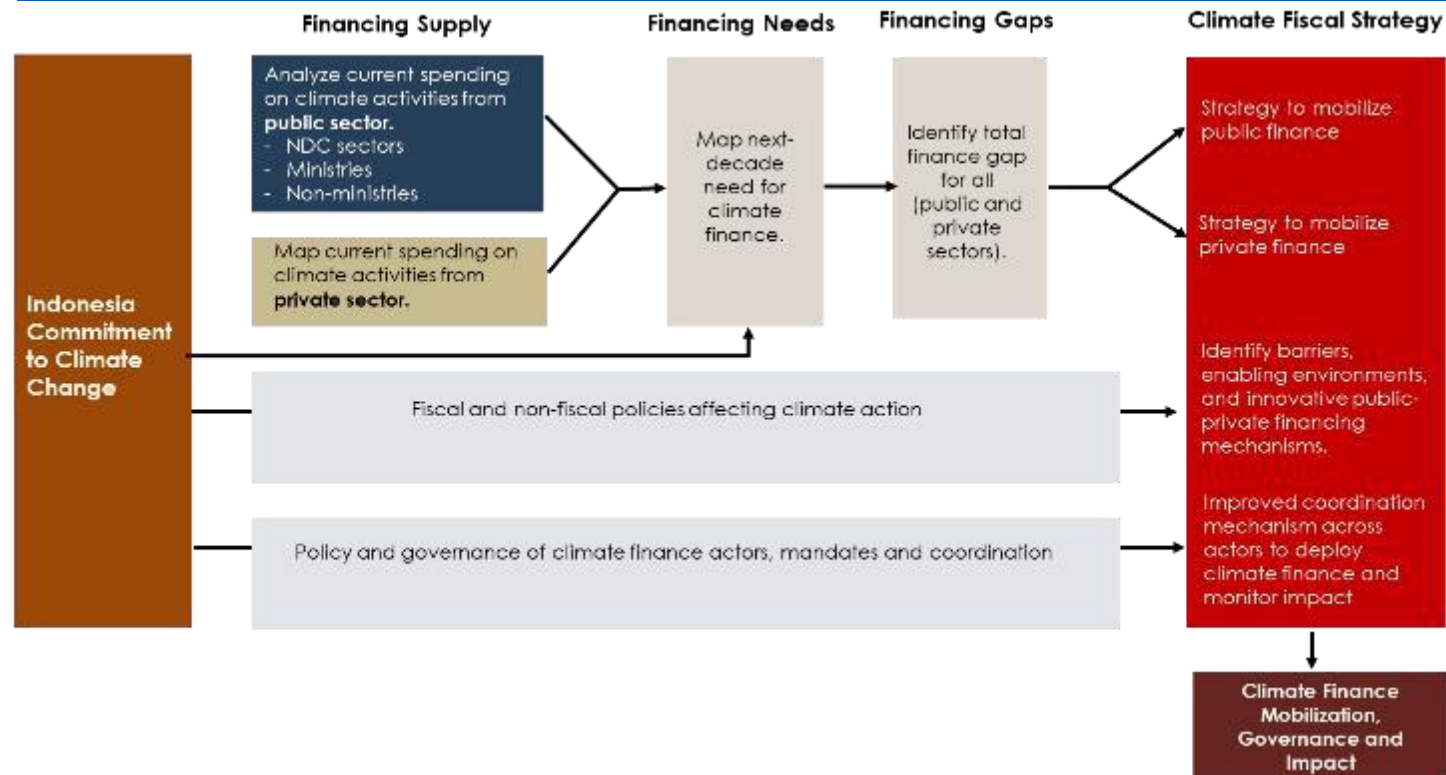 Financing Supply
Financing Needs
Financing Gaps
Climate Fiscal Strategy
Indonesia
Commitment
to Climate
Change
Analyze current spending
on climate activities from
public sector.
- NDC sectors
- Ministries
- Non-ministries
Map current spending on
climate activities from
private sector.
Map next-
decade
need for
climate
finance.
Identify total
finance gap
for all
(public and
private
sectors).
Strategy to mobilize
public finance
Strategy to mobilize
private finance
Fiscal and non-fiscal policies affecting climate action
Identify barriers,
enabling environments,
and innovative public-
private financing
mechanisms.
Policy and governance of climate finance actors, mandates and coordination
Improved coordination
mechanism across
actors to deploy
climate finance and
monitor impact
Climate Finance
Mobilization,
Governance and
Impact